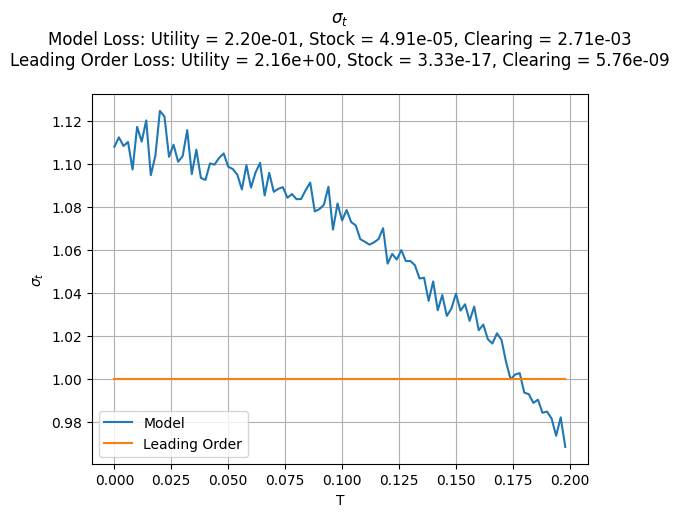 σt
Model Loss: Utility = 2.20e-01, Stock = 4.91e-05, Clearing = 2.71e-03
Leading Order Loss: Utility = 2.16e+00, Stock = 3.33e-17, Clearing = 5.76e-09
1.12
1.10
1.08
1.06
1.04
1.02
1.00
0.98
σt
Model
Leading Order
0.000 0.025 0.050 0.075 0.100 0.125 0.150 0.175 0.200
T